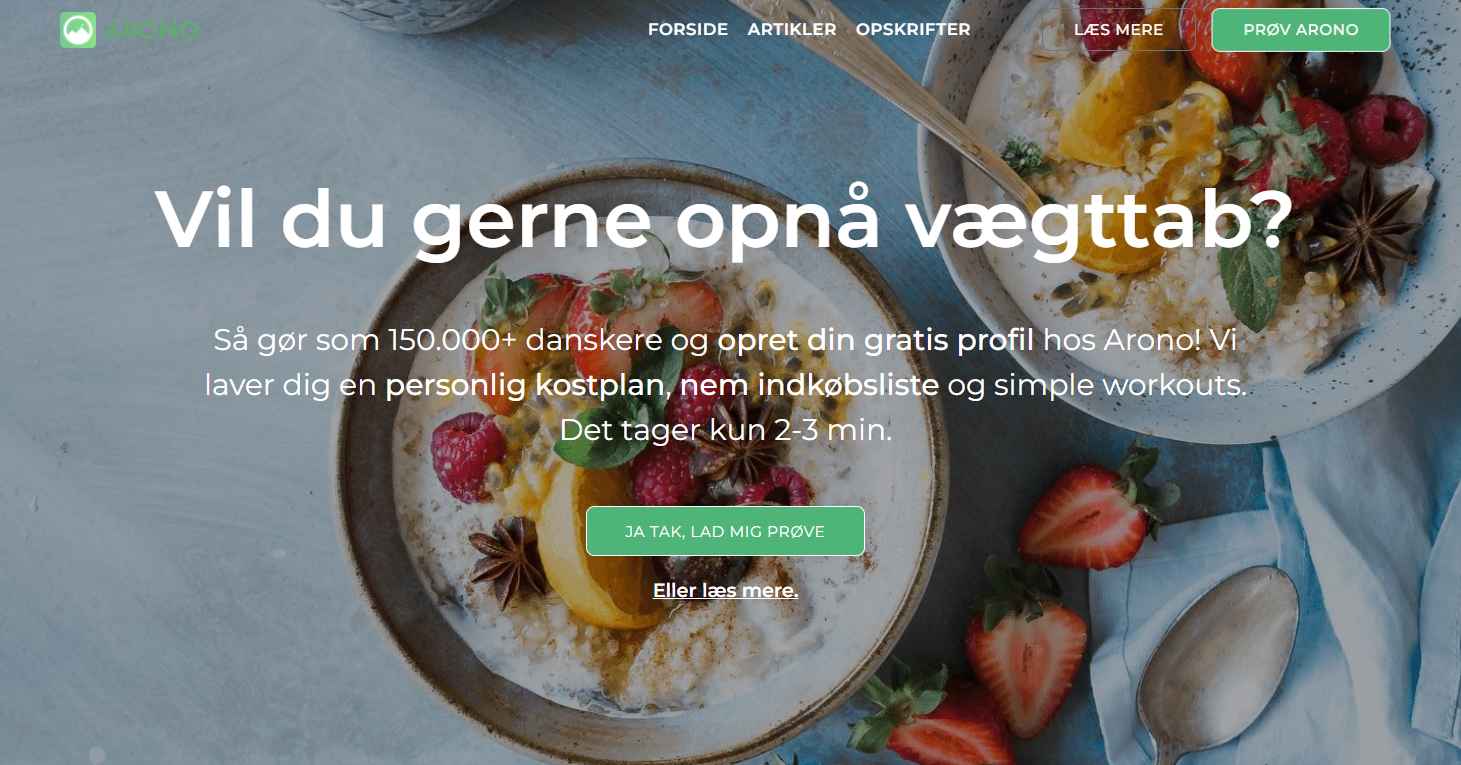 ARONO
FORSIDE
ARTIKLER
OPSKRIFTER
LÆS MERE
PRØV ARONO
Vil du gerne opnå vægttab?
Så gør som 150.000+ danskere og opret din gratis profil hos Arono! Vi
laver dig en personlig kostplan, nem indkøbsliste og simple workouts.
Det tager kun 2-3 min.
JA TAK, LAD MIG PRØVE
Eller læs mere.